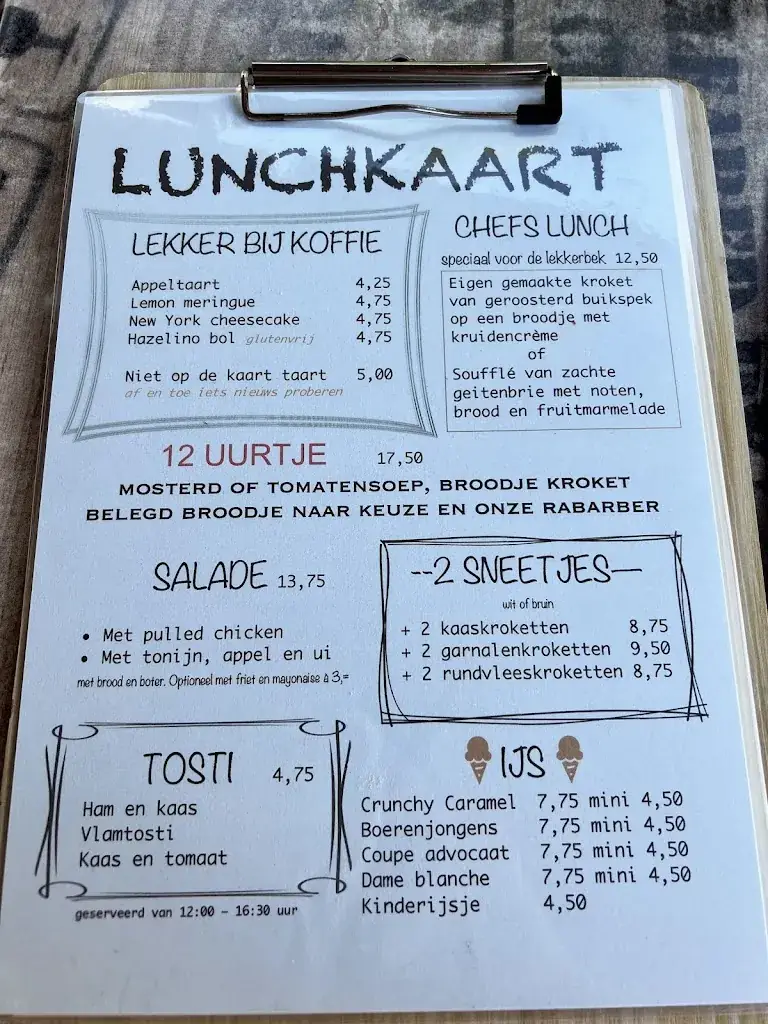 LUNCHKAART
LEKKER BIJ KOFFIE
Appeltaart 4,25
Lemon meringue 4,75
New York cheesecake 4,75
Hazelino bol glutenvrij 4,75
Niet op de kaart taart 5,00
af en toe iets nieuws proberen
CHEFS LUNCH
speciaal voor de lekkerbek 12,50
Eigen gemaakte kroket
van geroosterd buikspek
op een broodje met
kruidencrème
of
Soufflé van zachte
geitenbrie met noten,
brood en fruitmarmelade
12 UURTJE 17,50
MOSTERD OF TOMATENSOEP, BROODJE KROKET
BELEGD BROODJE NAAR KEUZE EN ONZE RABARBER
SALADE 13,75
• Met pulled chicken
• Met tonijn, appel en ui
met brood en boter. Optioneel met friet en mayonaise à 3,=
--2 SNEETJES—
wit of bruin
+ 2 kaaskroketten 8,75
+ 2 garnalenkroketten 9,50
+ 2 rundvleeskroketten 8,75
TOSTI 4,75
Ham en kaas
Vlamtosti
Kaas en tomaat
geserveerd van 12:00 – 16:30 uur
IJS
Crunchy Caramel 7,75 mini 4,50
Boerenjongens 7,75 mini 4,50
Coupe advocaat 7,75 mini 4,50
Dame blanche 7,75 mini 4,50
Kinderijsje 4,50